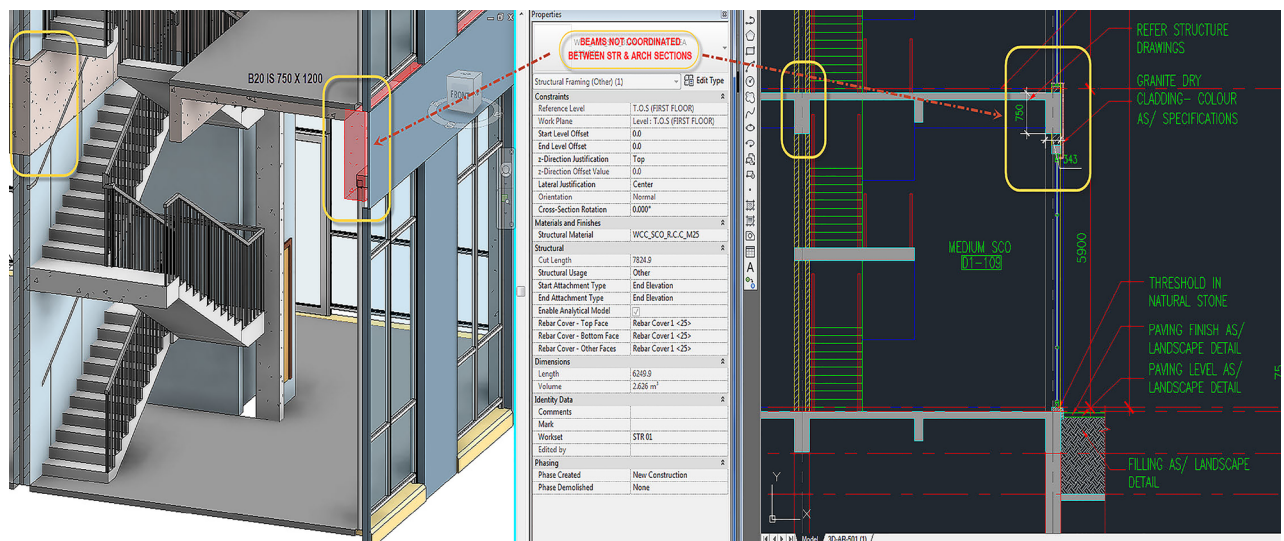 B20 IS 750 X 1200
FRONT
Properties
BEAMS NOT COORDINATED
BETWEEN STR & ARCH SECTIONS
Structural Framing (Other) (1)
Edit Type
Constraints
Reference Level T.O.S (FIRST FLOOR)
Work Plane Level : T.O.S (FIRST FLOOR)
Start Level Offset 0.0
End Level Offset 0.0
z-Direction Justification Top
z-Direction Offset Value 0.0
Lateral Justification Center
Orientation Normal
Cross-Section Rotation 0.000°
Materials and Finishes
Structural Material WCC_SCO_R.C.C_M25
Structural
Cut Length 7824.9
Structural Usage Other
Start Attachment Type End Elevation
End Attachment Type End Elevation
Enable Analytical Model
Rebar Cover - Top Face Rebar Cover 1 <25>
Rebar Cover - Bottom Face Rebar Cover 1 <25>
Rebar Cover - Other Faces Rebar Cover 1 <25>
Dimensions
Length 6249.9
Volume 2.626 m³
Identity Data
Comments
Mark
Workset STR 01
Edited by
Phasing
Phase Created New Construction
Phase Demolished None
REFER STRUCTURE
DRAWINGS
GRANITE DRY
CLADDING- COLOUR
AS/ SPECIFICATIONS
750
343
MEDIUM SCO
D1-109
5900
THRESHOLD IN
NATURAL STONE
PAVING FINISH AS/
LANDSCAPE DETAIL
PAVING LEVEL AS/
LANDSCAPE DETAIL
75
FILLING AS/ LANDSCAPE
DETAIL
Y
X
A
Model 3D-AR-501 (1)